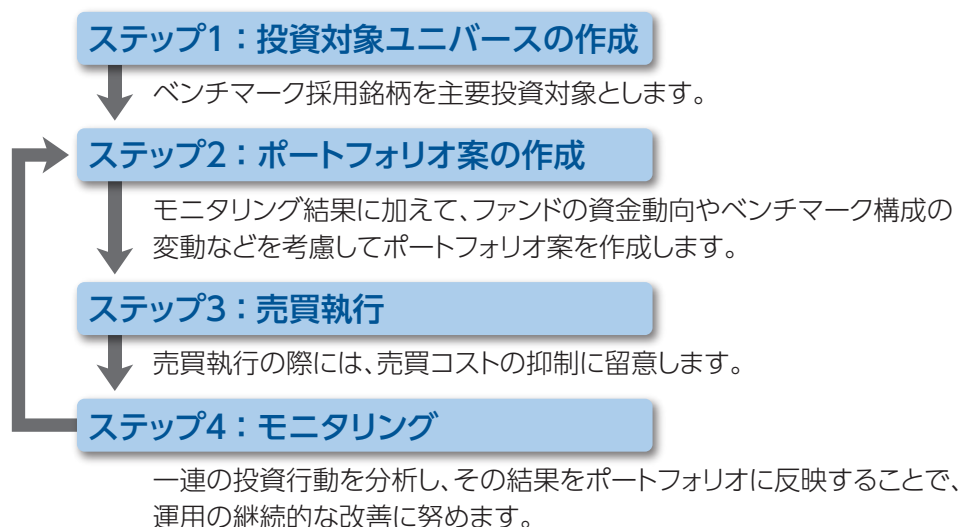 ステップ1：投資対象ユニバースの作成
ベンチマーク採用銘柄を主要投資対象とします。
ステップ2：ポートフォリオ案の作成
モニタリング結果に加えて、ファンドの資金動向やベンチマーク構成の
変動などを考慮してポートフォリオ案を作成します。
ステップ3：売買執行
売買執行の際には、売買コストの抑制に留意します。
ステップ4：モニタリング
一連の投資行動を分析し、その結果をポートフォリオに反映することで、
運用の継続的な改善に努めます。